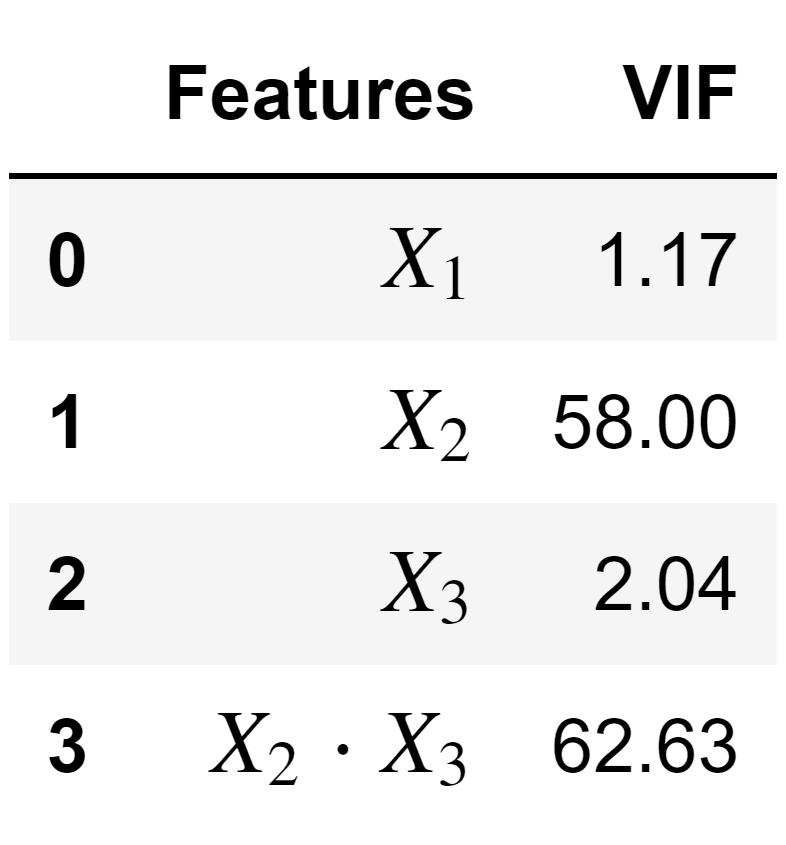 Features VIF
0 X₁ 1.17
1 X₂ 58.00
2 X₃ 2.04
3 X₂ · X₃ 62.63